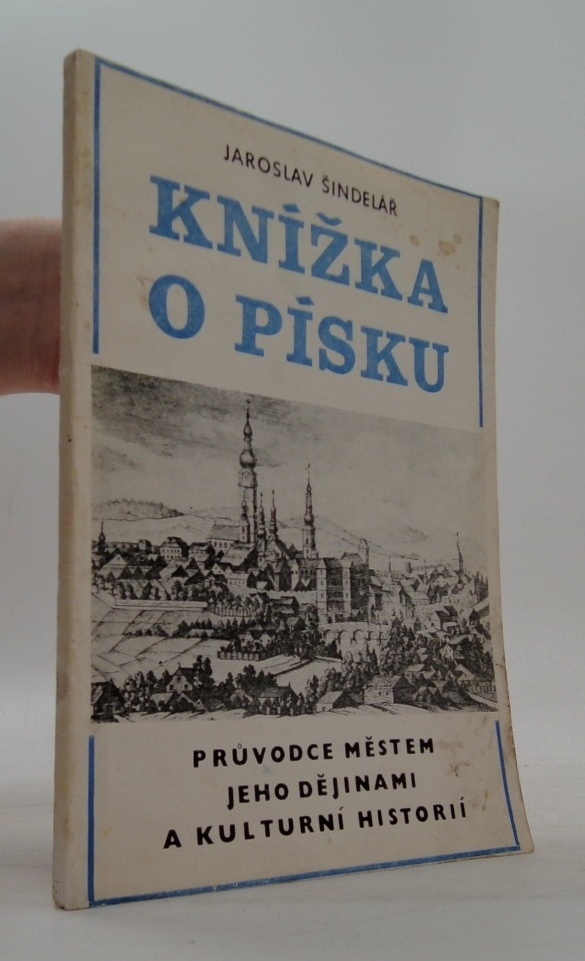 JAROSLAV ŠINDELÁŘ
KNÍŽKA
O PÍSKU
PRŮVODCE MĚSTEM
JEHO DĚJINAMI
A KULTURNÍ HISTORIÍ